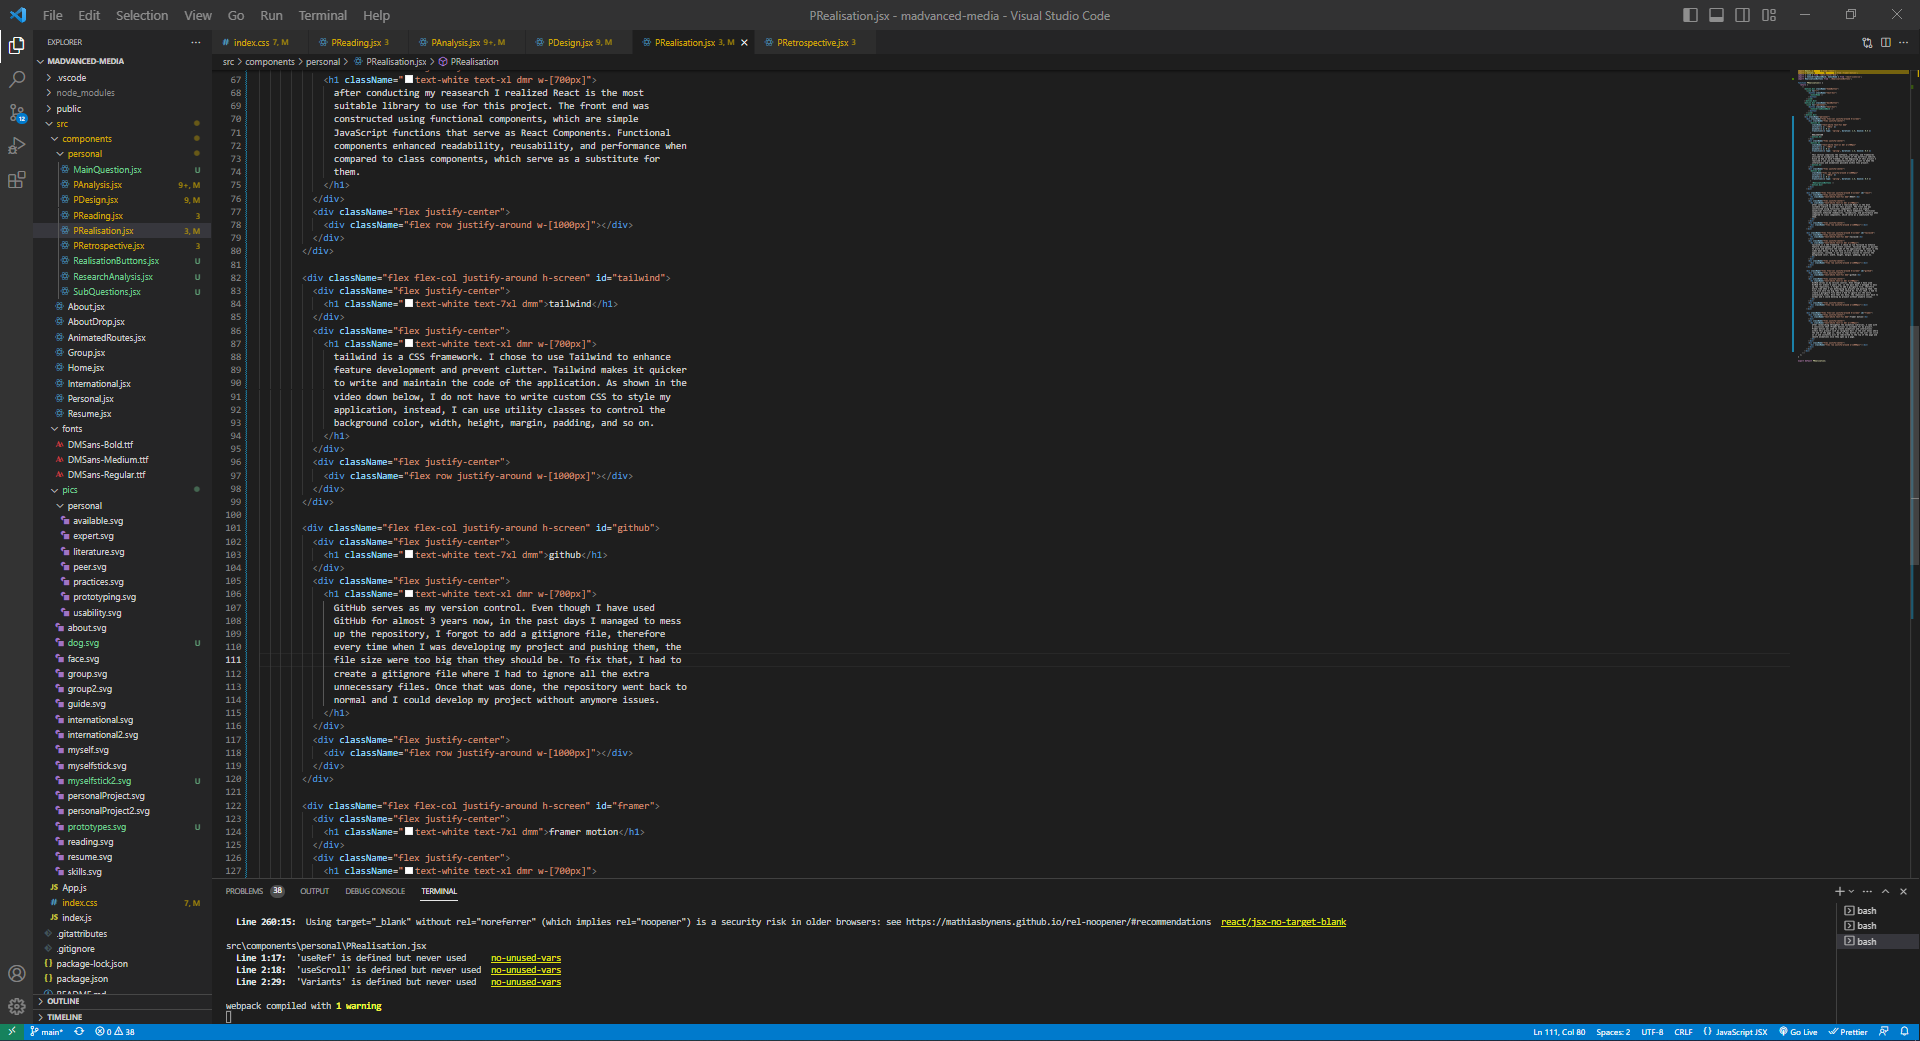 File Edit Selection View Go Run Terminal Help
PRealisation.jsx - madvanced-media - Visual Studio Code
EXPLORER
MADVANCED-MEDIA
.vscode
node_modules
public
src
components
personal
MainQuestion.jsx U
PAnalysis.jsx 9+, M
PDesign.jsx 9, M
PReading.jsx 3
PRealisation.jsx 3, M
PRetrospective.jsx 3
RealisationButtons.jsx U
ResearchAnalysis.jsx U
SubQuestions.jsx U
About.jsx
AboutDrop.jsx
AnimatedRoutes.jsx
Group.jsx
Home.jsx
International.jsx
Personal.jsx
Resume.jsx
fonts
DMSans-Bold.ttf
DMSans-Medium.ttf
DMSans-Regular.ttf
pics
personal
available.svg
expert.svg
literature.svg
peer.svg
practices.svg
prototyping.svg
usability.svg
about.svg
dog.svg U
face.svg
group.svg
group2.svg
guide.svg
international.svg
international2.svg
myself.svg
myselfstick.svg
myselfstick2.svg U
personalProject.svg
personalProject2.svg
prototypes.svg U
reading.svg
resume.svg
skills.svg
App.js
index.css 7, M
index.js
.gitattributes
.gitignore
package-lock.json
package.json
OUTLINE
TIMELINE
index.css 7, M PReading.jsx 3 PAnalysis.jsx 9+, M PDesign.jsx 9, M PRealisation.jsx 3, M PRetrospective.jsx 3
src > components > personal > PRealisation.jsx > PRealisation
67 <h1 className="text-white text-xl dmr w-[700px]">
68 after conducting my reasearch I realized React is the most
69 suitable library to use for this project. The front end was
70 constructed using functional components, which are simple
71 JavaScript functions that serve as React Components. Functional
72 components enhanced readability, reusability, and performance when
73 compared to class components, which serve as a substitute for
74 them.
75 </h1>
76 </div>
77 <div className="flex justify-center">
78 <div className="flex row justify-around w-[1000px]"></div>
79 </div>
80 </div>
81
82 <div className="flex flex-col justify-around h-screen" id="tailwind">
83 <div className="flex justify-center">
84 <h1 className="text-white text-7xl dmm">tailwind</h1>
85 </div>
86 <div className="flex justify-center">
87 <h1 className="text-white text-xl dmr w-[700px]">
88 tailwind is a CSS framework. I chose to use Tailwind to enhance
89 feature development and prevent clutter. Tailwind makes it quicker
90 to write and maintain the code of the application. As shown in the
91 video down below, I do not have to write custom CSS to style my
92 application, instead, I can use utility classes to control the
93 background color, width, height, margin, padding, and so on.
94 </h1>
95 </div>
96 <div className="flex justify-center">
97 <div className="flex row justify-around w-[1000px]"></div>
98 </div>
99 </div>
100
101 <div className="flex flex-col justify-around h-screen" id="github">
102 <div className="flex justify-center">
103 <h1 className="text-white text-7xl dmm">github</h1>
104 </div>
105 <div className="flex justify-center">
106 <h1 className="text-white text-xl dmr w-[700px]">
107 GitHub serves as my version control. Even though I have used
108 GitHub for almost 3 years now, in the past days I managed to mess
109 up the repository, I forgot to add a gitignore file, therefore
110 every time when I was developing my project and pushing them, the
111 file size were too big than they should be. To fix that, I had to
112 create a gitignore file where I had to ignore all the extra
113 unnecessary files. Once that was done, the repository went back to
114 normal and I could develop my project without anymore issues.
115 </h1>
116 </div>
117 <div className="flex justify-center">
118 <div className="flex row justify-around w-[1000px]"></div>
119 </div>
120 </div>
121
122 <div className="flex flex-col justify-around h-screen" id="framer">
123 <div className="flex justify-center">
124 <h1 className="text-white text-7xl dmm">framer motion</h1>
125 </div>
126 <div className="flex justify-center">
127 <h1 className="text-white text-xl dmr w-[700px]">
PROBLEMS 38 OUTPUT DEBUG CONSOLE TERMINAL
Line 260:15: Using target="_blank" without rel="noreferrer" (which implies rel="noopener") is a security risk in older browsers: see https://mathiasbynens.github.io/rel-noopener/#recommendations react/jsx-no-target-blank
src\components\personal\PRealisation.jsx
Line 1:17: 'useRef' is defined but never used no-unused-vars
Line 2:18: 'useScroll' is defined but never used no-unused-vars
Line 2:29: 'Variants' is defined but never used no-unused-vars
webpack compiled with 1 warning
bash
bash
bash
12
main* 0 38
Ln 111, Col 80 Spaces: 2 UTF-8 CRLF JavaScript JSX Go Live Prettier